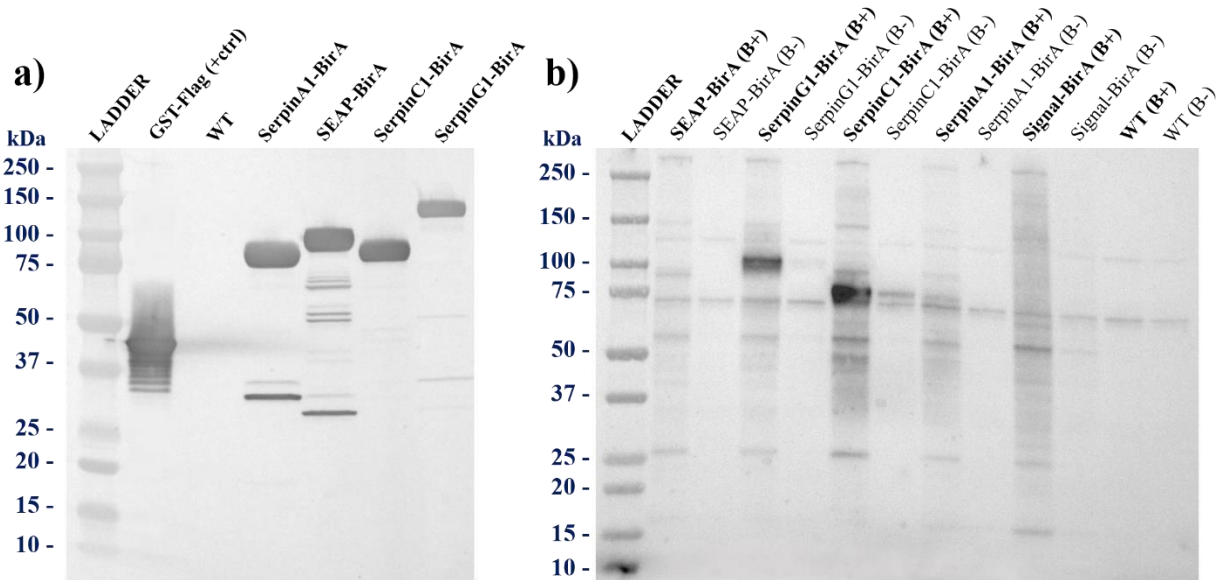 a)
kDa
LADDER
GST-Flag (+ctrl)
WT
SerpinA1-BirA
SEAP-BirA
SerpinC1-BirA
SerpinG1-BirA
250 -
150 -
100 -
75 -
50 -
37 -
25 -
20 -
15 -
10 -
b)
kDa
LADDER
SEAP-BirA (B+)
SEAP-BirA (B-)
SerpinG1-BirA (B+)
SerpinG1-BirA (B-)
SerpinC1-BirA (B+)
SerpinC1-BirA (B-)
SerpinA1-BirA (B+)
SerpinA1-BirA (B-)
Signal-BirA (B+)
Signal-BirA (B-)
WT (B+)
WT (B-)
250 -
150 -
100 -
75 -
50 -
37 -
25 -
20 -
15 -
10 -